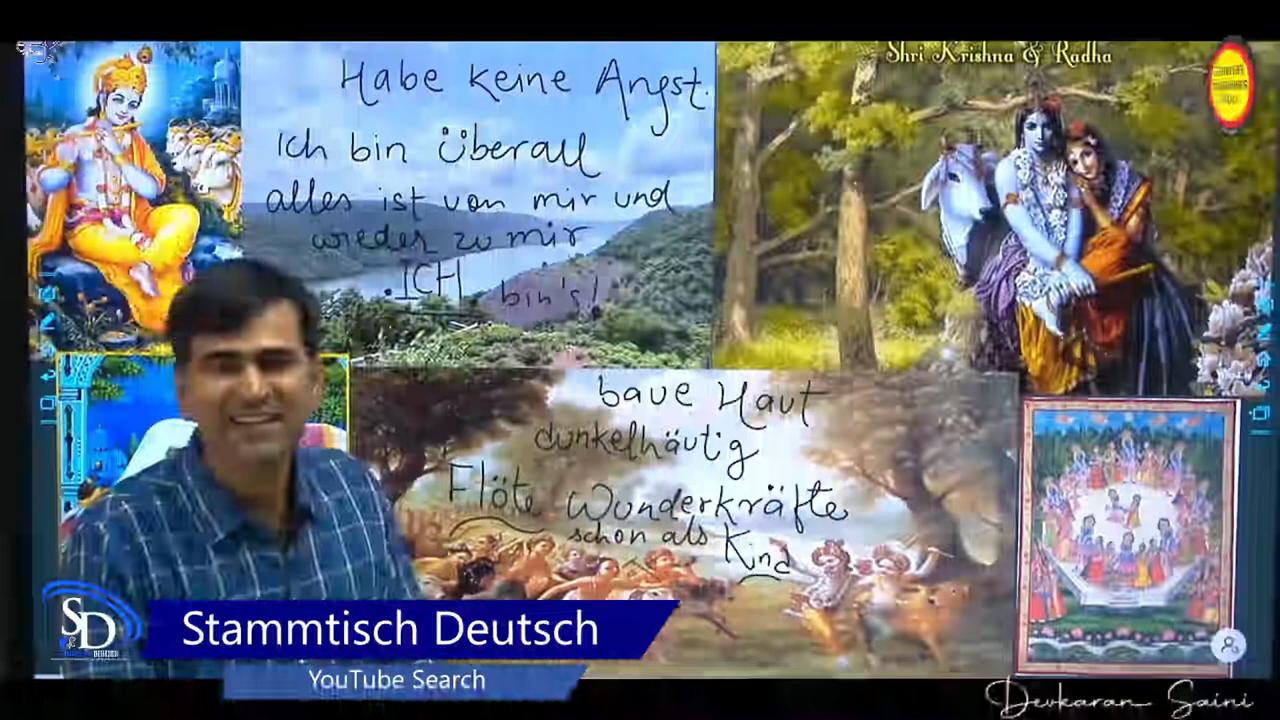 Habe keine Angst.
Ich bin überall
alles ist von mir und
wieder zu mir
.ICH bin's!
Shri Krishna & Radha
baue Haut
dunkelhäutig
Flöte Wunderkräfte
schon als Kind
SD
Stammtisch Deutsch
YouTube Search
Devkaran Saini